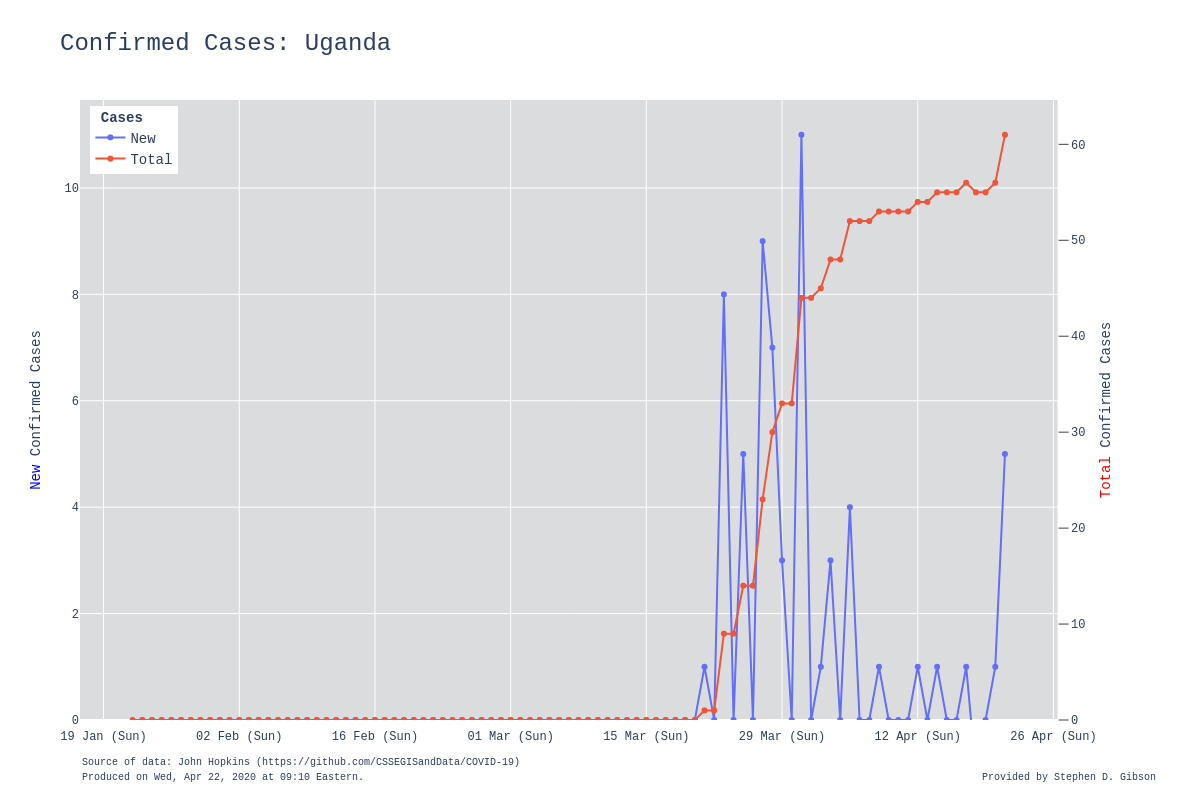 Confirmed Cases: Uganda
Cases
New
Total
10
8
6
4
2
0
60
50
40
30
20
10
0
New Confirmed Cases
Total Confirmed Cases
19 Jan (Sun) 02 Feb (Sun) 16 Feb (Sun) 01 Mar (Sun) 15 Mar (Sun) 29 Mar (Sun) 12 Apr (Sun) 26 Apr (Sun)
Source of data: John Hopkins (https://github.com/CSSEGISandData/COVID-19)
Produced on Wed, Apr 22, 2020 at 09:10 Eastern.
Provided by Stephen D. Gibson